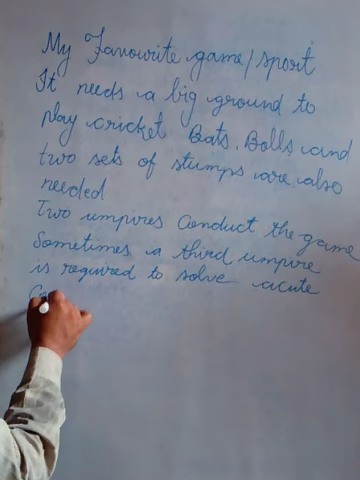 My Favourite game/sport
It needs a big ground to
play cricket Bats, Balls and
two sets of stumps are also
needed
Two umpires Conduct the game
Sometimes a third umpire
is required to solve acute